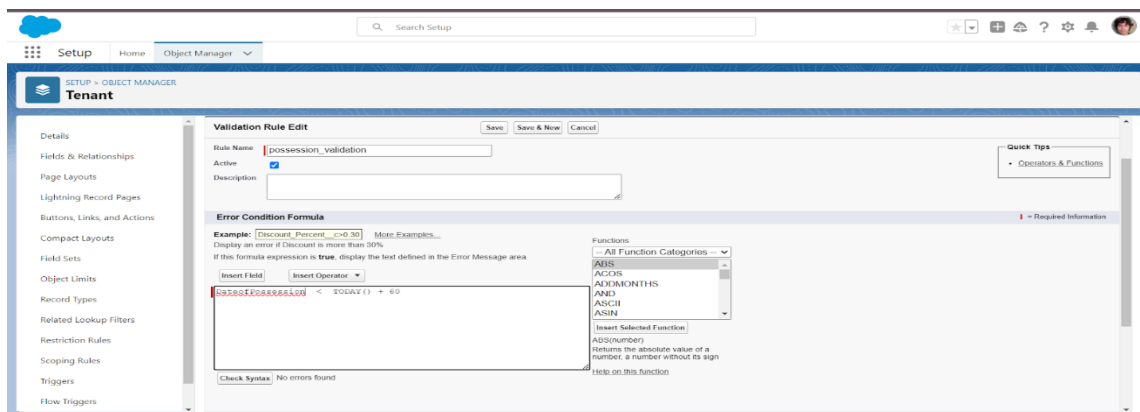 Search Setup
Setup Home Object Manager
SETUP > OBJECT MANAGER
Tenant
Details
Fields & Relationships
Page Layouts
Lightning Record Pages
Buttons, Links, and Actions
Compact Layouts
Field Sets
Object Limits
Record Types
Related Lookup Filters
Restriction Rules
Scoping Rules
Triggers
Flow Triggers
Validation Rule Edit Save Save & New Cancel
Rule Name possession_validation
Active
Description
Quick Tips
• Operators & Functions
Error Condition Formula ! = Required Information
Example: Discount_Percent__c>0.30 More Examples...
Display an error if Discount is more than 30%
If this formula expression is true, display the text defined in the Error Message area
Insert Field Insert Operator
DateofPossession < TODAY() + 60
Check Syntax No errors found
Functions
-- All Function Categories --
ABS
ACOS
ADDMONTHS
AND
ASCII
ASIN
Insert Selected Function
ABS(number)
Returns the absolute value of a
number, a number without its sign
Help on this function